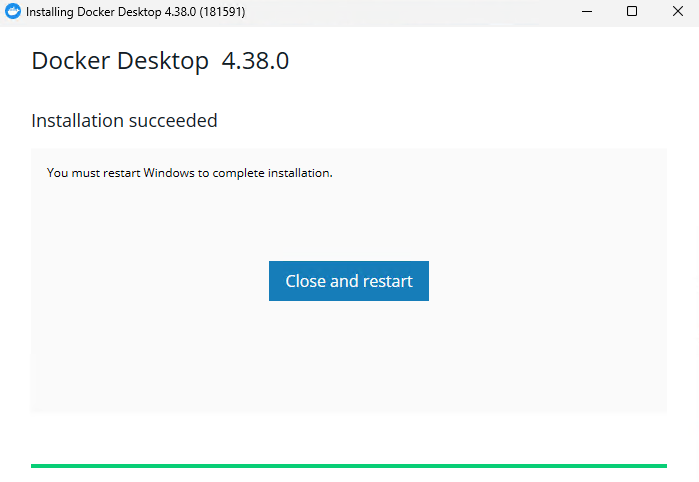 Installing Docker Desktop 4.38.0 (181591)
Docker Desktop 4.38.0
Installation succeeded
You must restart Windows to complete installation.
Close and restart